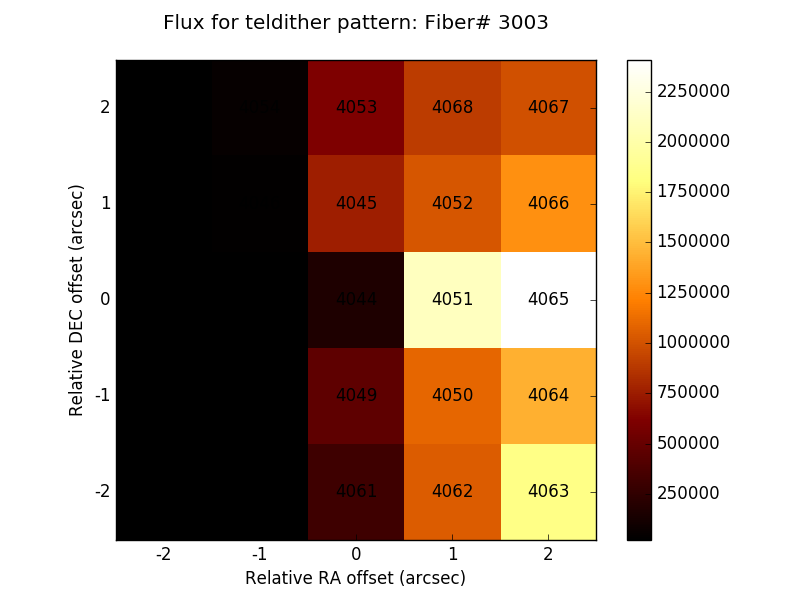 Flux for teldither pattern: Fiber# 3003
2 4053 4068 4067
1 4045 4052 4066
0 4044 4051 4065
-1 4049 4050 4064
-2 4061 4062 4063
-2 -1 0 1 2
Relative RA offset (arcsec)
Relative DEC offset (arcsec)
2250000
2000000
1750000
1500000
1250000
1000000
750000
500000
250000